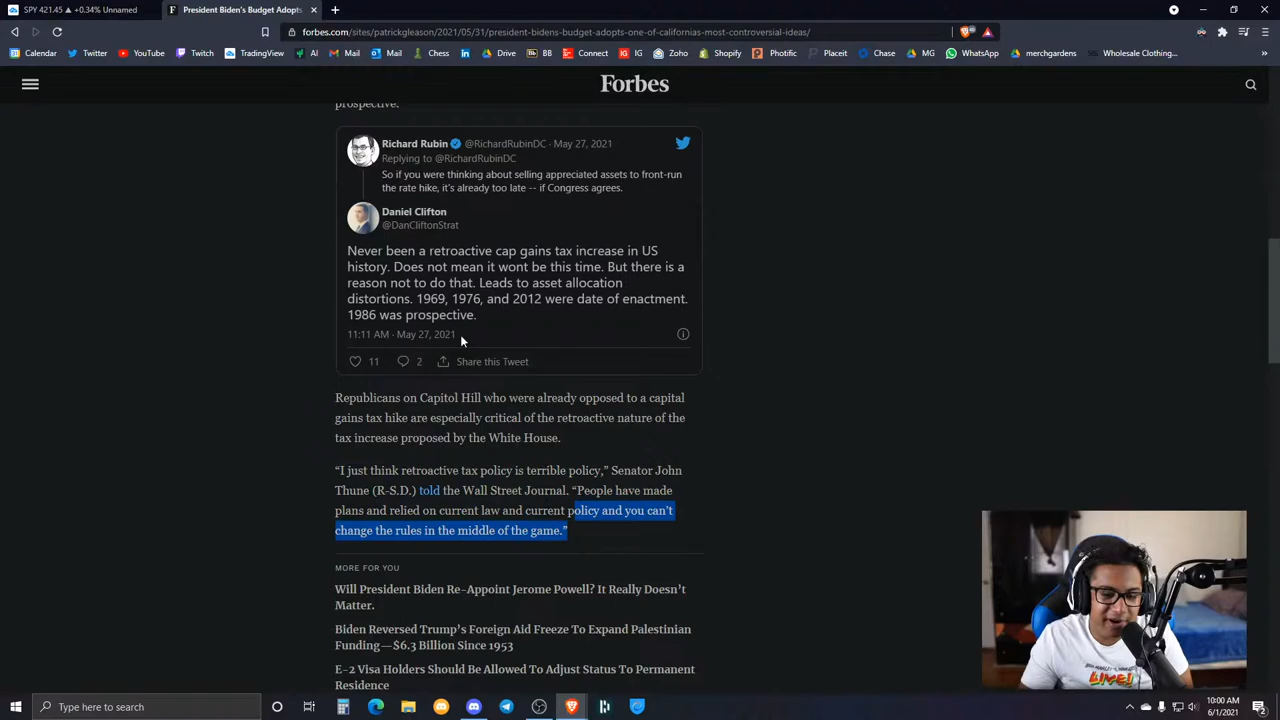 SPY 421.45 ▲ +0.34% Unnamed
President Biden's Budget Adopts
forbes.com/sites/patrickgleason/2021/05/31/president-bidens-budget-adopts-one-of-californias-most-controversial-ideas/
Calendar Twitter YouTube Twitch TradingView AI Mail Mail Chess in Drive BB Connect Zoho Shopify Photific Placeit Chase MG WhatsApp merchgardens Wholesale Clothing...
Forbes
prospective.
Richard Rubin @RichardRubinDC · May 27, 2021
Replying to @RichardRubinDC
So if you were thinking about selling appreciated assets to front-run
the rate hike, it's already too late -- if Congress agrees.
Daniel Clifton
@DanCliftonStrat
Never been a retroactive cap gains tax increase in US
history. Does not mean it wont be this time. But there is a
reason not to do that. Leads to asset allocation
distortions. 1969, 1976, and 2012 were date of enactment.
1986 was prospective.
11:11 AM · May 27, 2021
11 2 Share this Tweet
Republicans on Capitol Hill who were already opposed to a capital
gains tax hike are especially critical of the retroactive nature of the
tax increase proposed by the White House.
“I just think retroactive tax policy is terrible policy,” Senator John
Thune (R-S.D.) told the Wall Street Journal. “People have made
plans and relied on current law and current policy and you can't
change the rules in the middle of the game.”
MORE FOR YOU
Will President Biden Re-Appoint Jerome Powell? It Really Doesn't
Matter.
Biden Reversed Trump's Foreign Aid Freeze To Expand Palestinian
Funding—$6.3 Billion Since 1953
E-2 Visa Holders Should Be Allowed To Adjust Status To Permanent
Residence
LIVE!
Type here to search
10:00 AM
6/1/2021
2